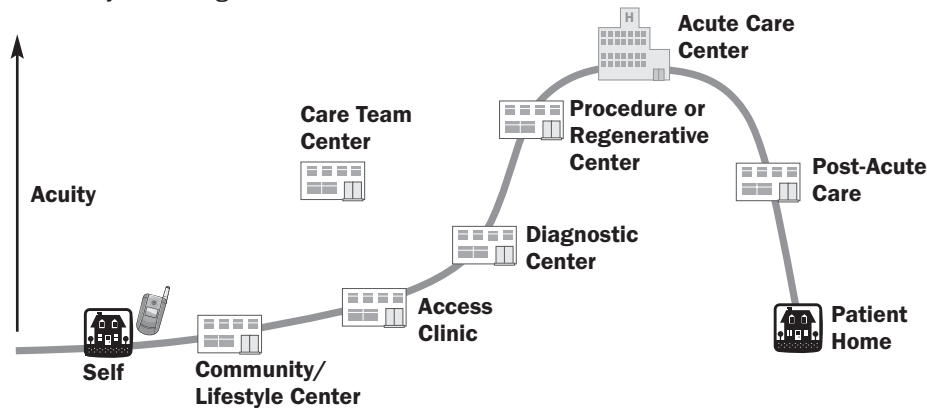 H
Acute Care
Center
Care Team
Center
Procedure or
Regenerative
Center
Post-Acute
Care
Acuity
Diagnostic
Center
Access
Clinic
Patient
Home
Self
Community/
Lifestyle Center